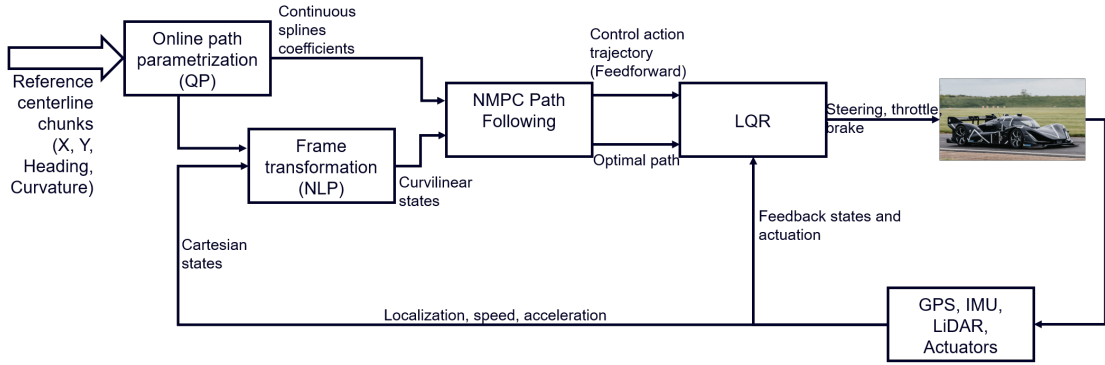 Reference
centerline
chunks
(X, Y,
Heading,
Curvature)
Online path
parametrization
(QP)
Continuous
splines
coefficients
Frame
transformation
(NLP)
Cartesian
states
Curvilinear
states
NMPC Path
Following
Control action
trajectory
(Feedforward)
Optimal path
LQR
Steering, throttle
brake
Feedback states and
actuation
GPS, IMU,
LiDAR,
Actuators
Localization, speed, acceleration